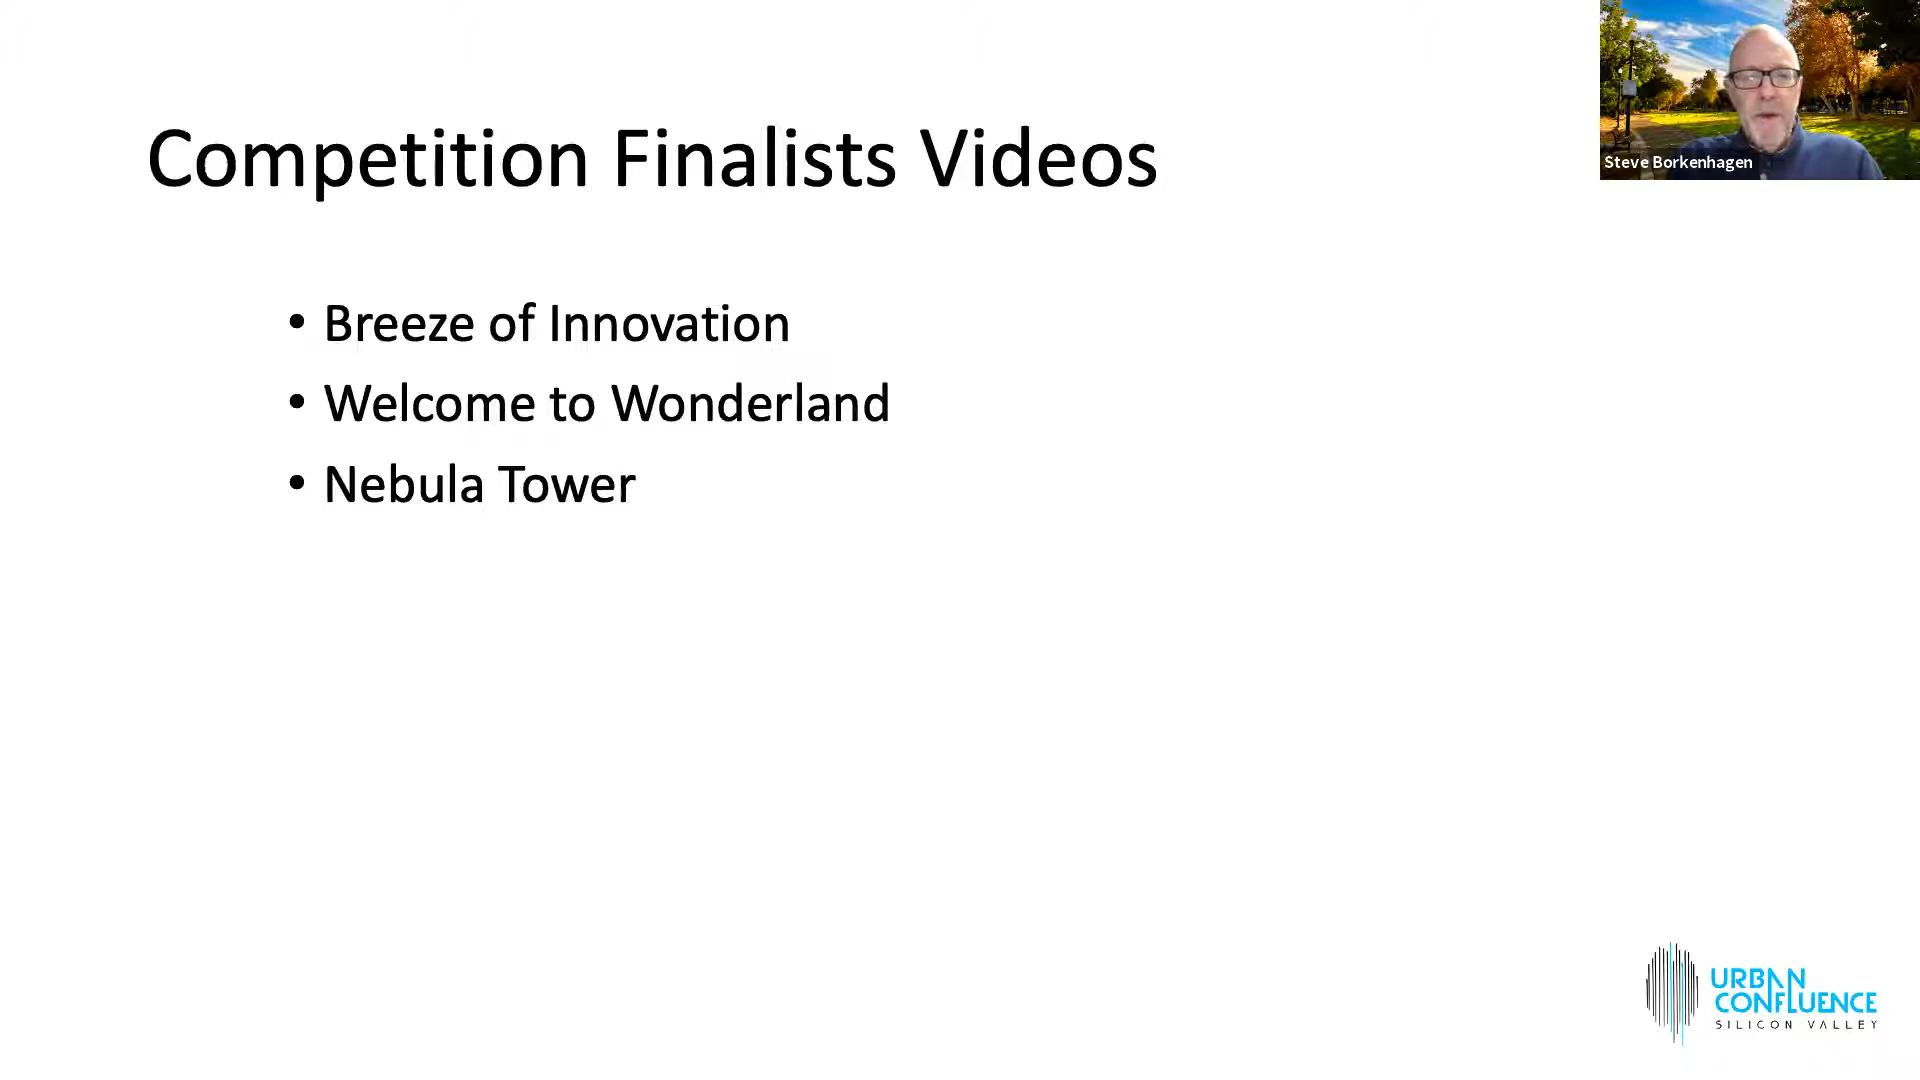 Competition Finalists Videos
Steve Borkenhagen
• Breeze of Innovation
• Welcome to Wonderland
• Nebula Tower
URBAN
CONFLUENCE
SILICON VALLEY